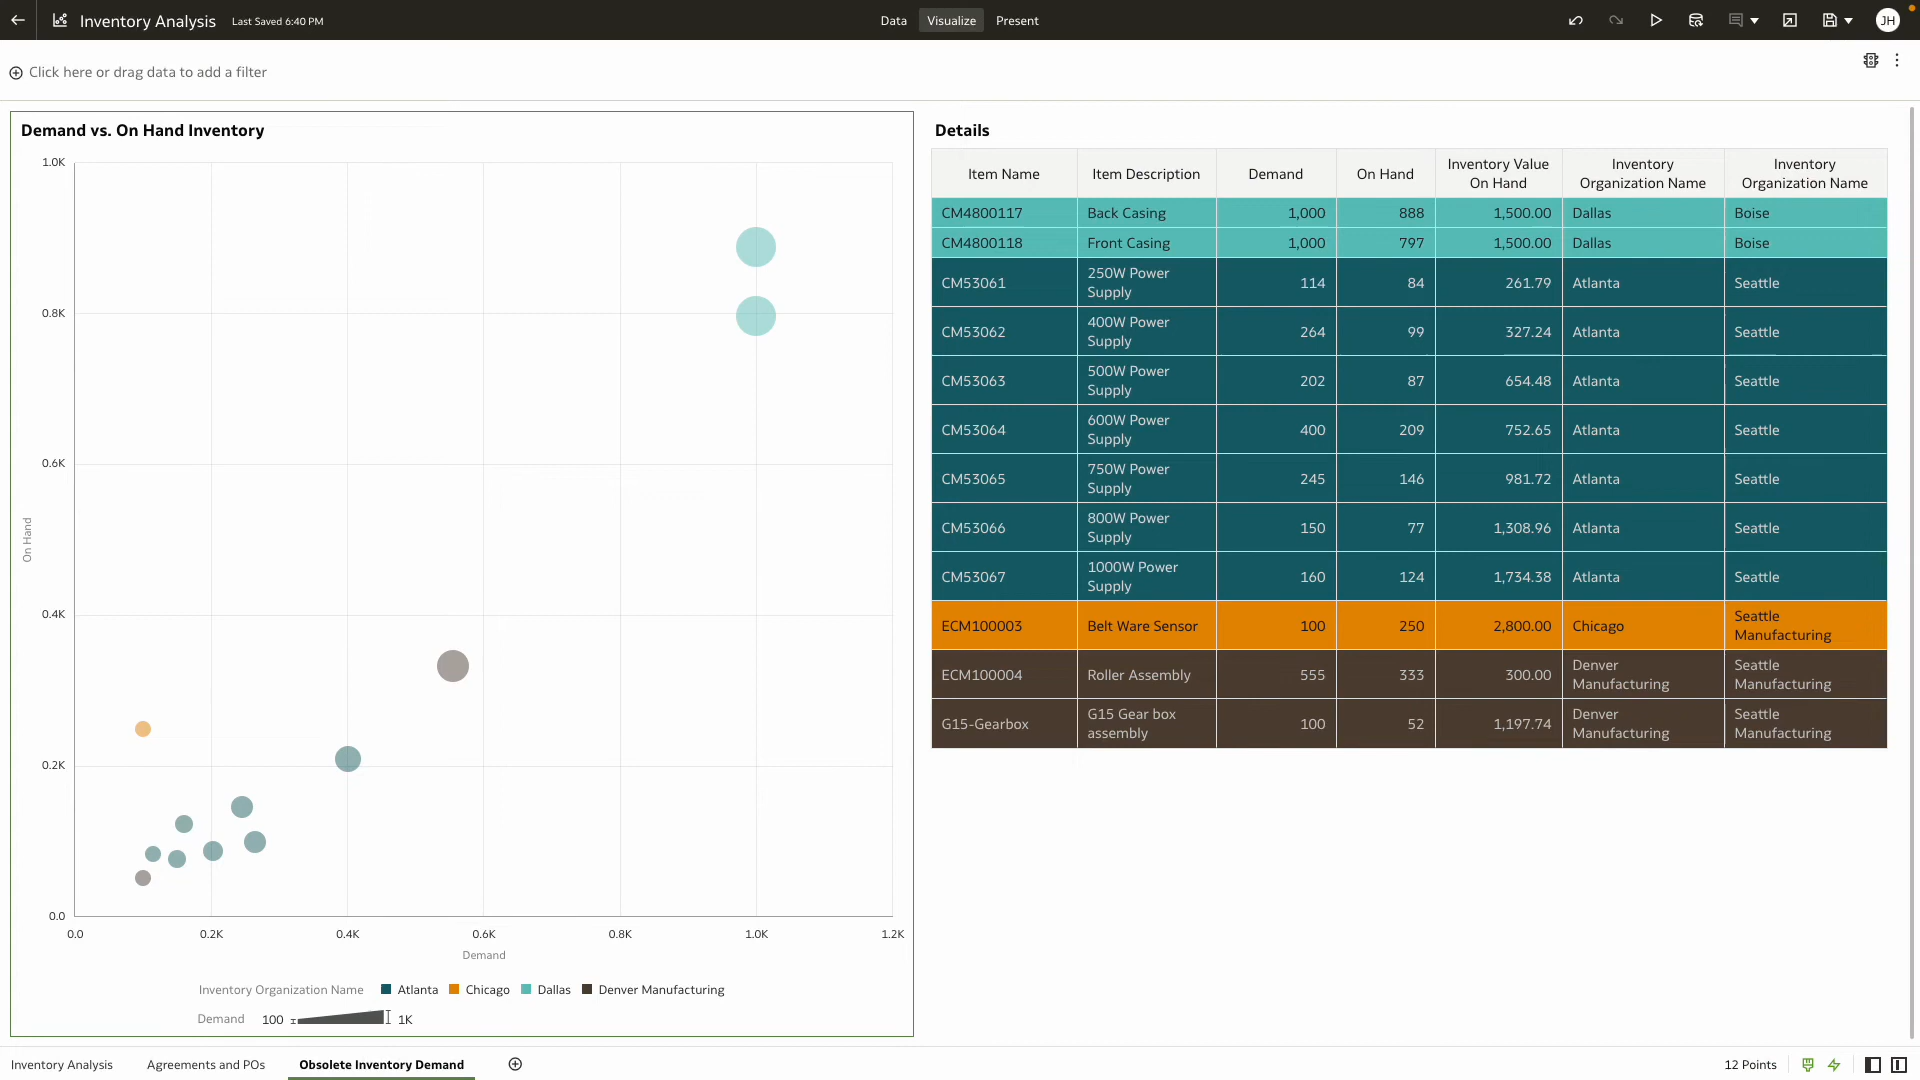 Inventory Analysis Last Saved 6:40 PM Data Visualize Present JH
Click here or drag data to add a filter
Demand vs. On Hand Inventory
1.0K
0.8K
0.6K
0.4K
0.2K
0.0
On Hand
0.0 0.2K 0.4K 0.6K 0.8K 1.0K 1.2K
Demand
Inventory Organization Name Atlanta Chicago Dallas Denver Manufacturing
Demand 100 1K
Details
Item Name Item Description Demand On Hand Inventory Value On Hand Inventory Organization Name Inventory Organization Name
CM4800117 Back Casing 1,000 888 1,500.00 Dallas Boise
CM4800118 Front Casing 1,000 797 1,500.00 Dallas Boise
CM53061 250W Power Supply 114 84 261.79 Atlanta Seattle
CM53062 400W Power Supply 264 99 327.24 Atlanta Seattle
CM53063 500W Power Supply 202 87 654.48 Atlanta Seattle
CM53064 600W Power Supply 400 209 752.65 Atlanta Seattle
CM53065 750W Power Supply 245 146 981.72 Atlanta Seattle
CM53066 800W Power Supply 150 77 1,308.96 Atlanta Seattle
CM53067 1000W Power Supply 160 124 1,734.38 Atlanta Seattle
ECM100003 Belt Ware Sensor 100 250 2,800.00 Chicago Seattle Manufacturing
ECM100004 Roller Assembly 555 333 300.00 Denver Manufacturing Seattle Manufacturing
G15-Gearbox G15 Gear box assembly 100 52 1,197.74 Denver Manufacturing Seattle Manufacturing
Inventory Analysis Agreements and POs Obsolete Inventory Demand 12 Points